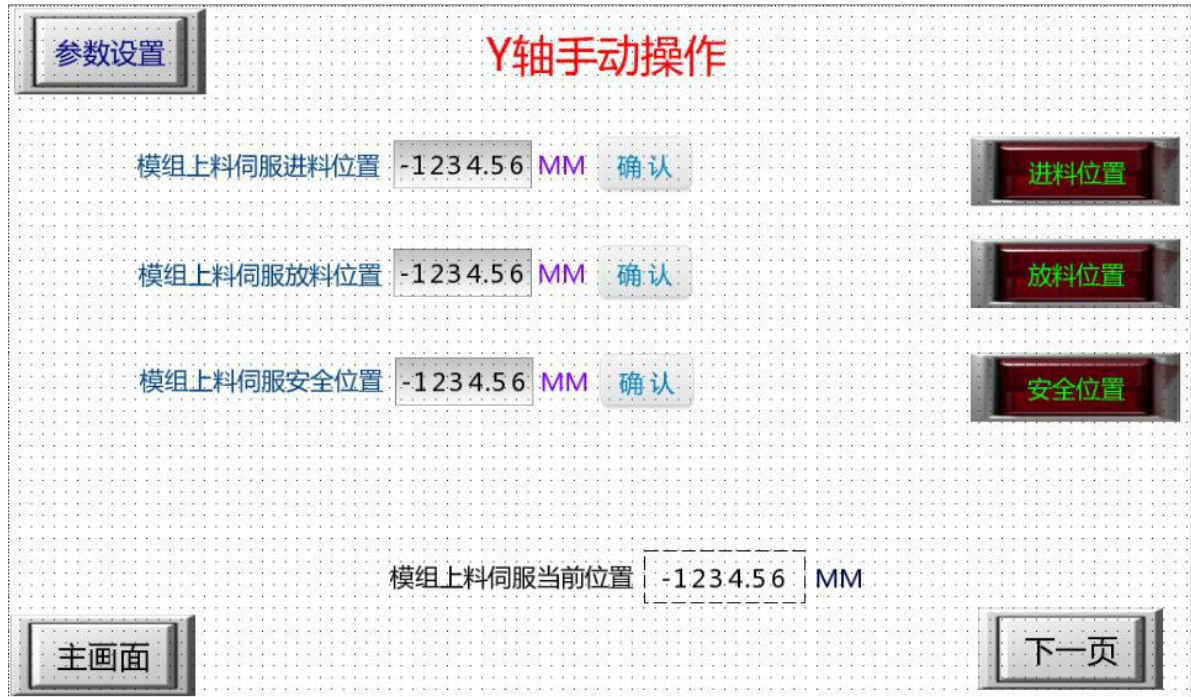 参数设置
Y轴手动操作
模组上料伺服进料位置 -1234.56 MM 确认 进料位置
模组上料伺服放料位置 -1234.56 MM 确认 放料位置
模组上料伺服安全位置 -1234.56 MM 确认 安全位置
模组上料伺服当前位置 -1234.56 MM
主画面 下一页